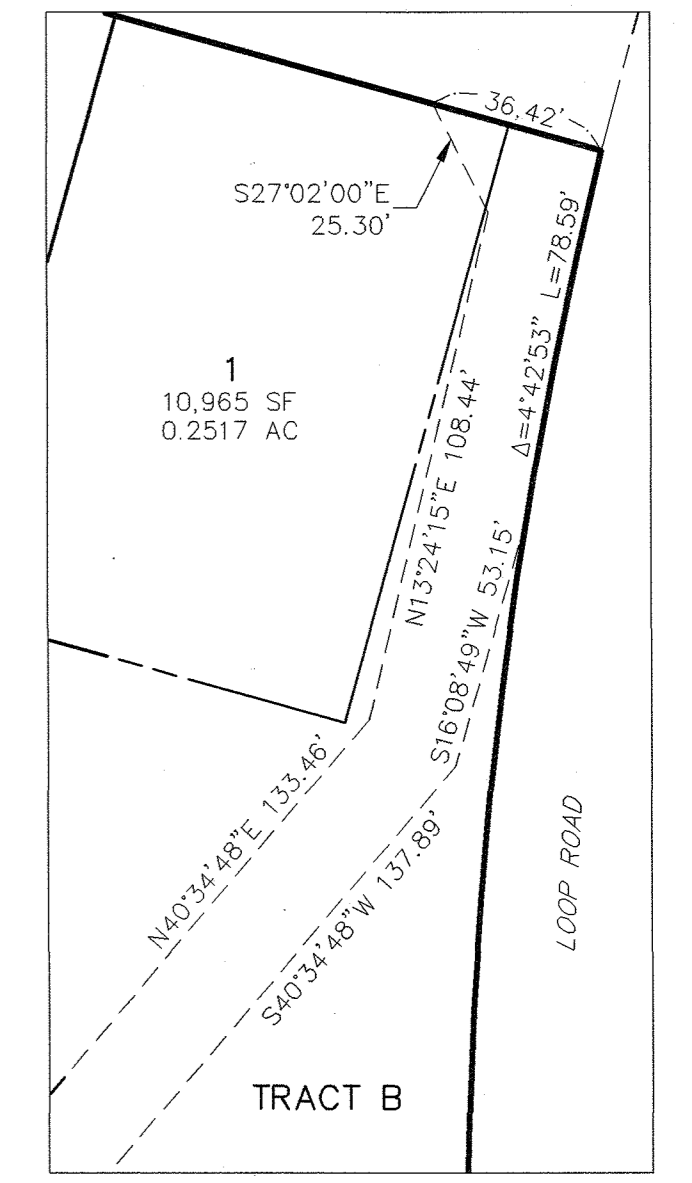 36.42'
S27°02'00"E
25.30'
Δ=4°42'53" L=78.59'
1
10,965 SF
0.2517 AC
N13°24'15"E 108.44'
S16°08'49"W 53.15'
N40°34'48"E 133.46'
S40°34'48"W 137.89'
LOOP ROAD
TRACT B